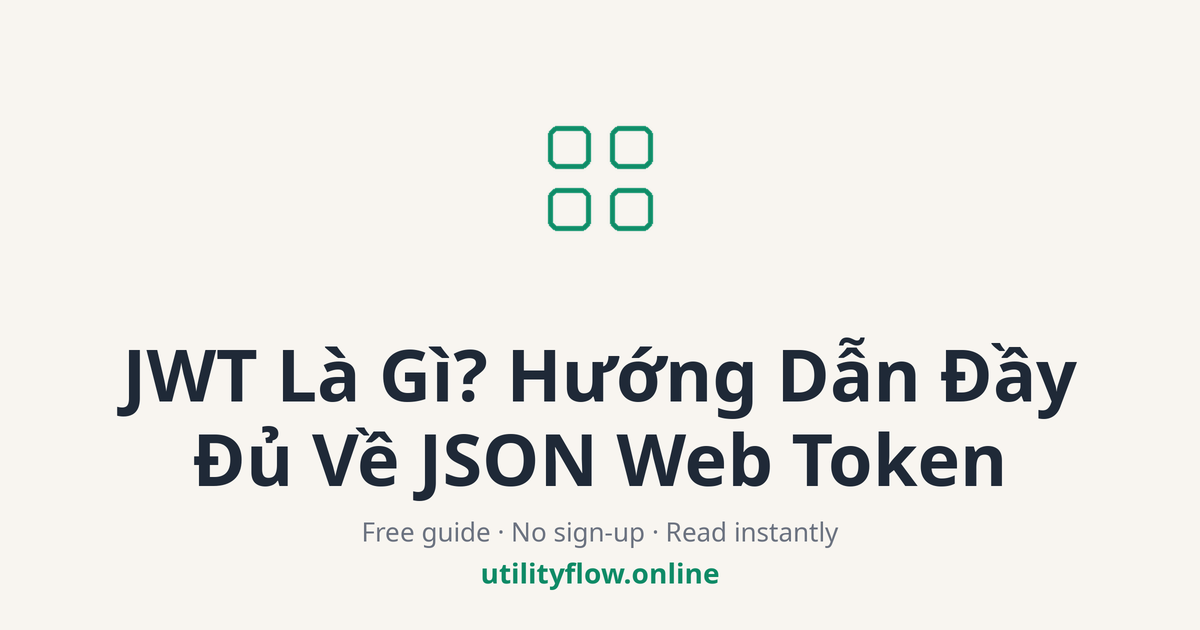 JWT Là Gì? Hướng Dẫn Đầy
Đủ Về JSON Web Token
Free guide · No sign-up · Read instantly
utilityflow.online